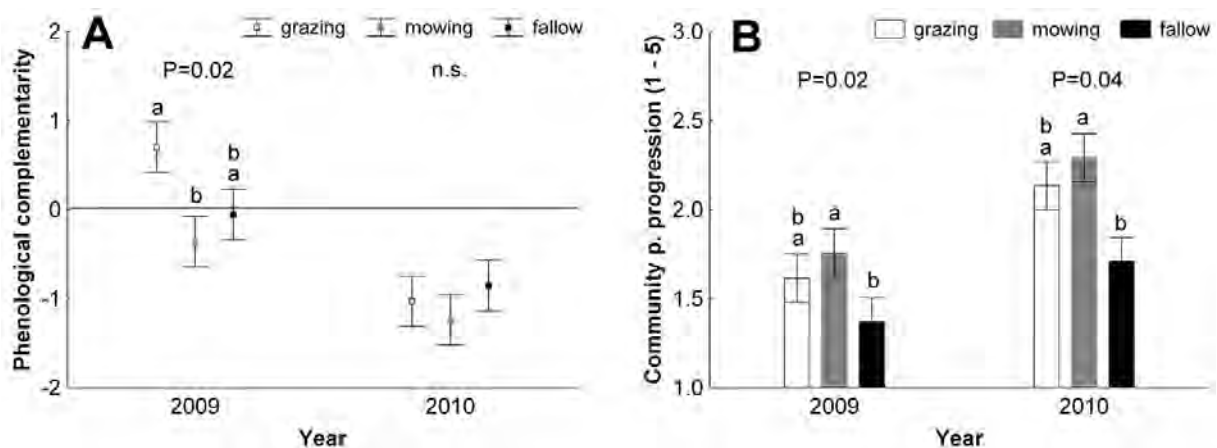 A
grazing mowing fallow
P=0.02
n.s.
a
b
b
a
2
1
0
-1
-2
Phenological complementarity
2009 2010
Year
B
grazing mowing fallow
P=0.02
P=0.04
b
a
a
b
b
a
a
b
3.0
2.5
2.0
1.5
1.0
Community p. progression (1 - 5)
2009 2010
Year